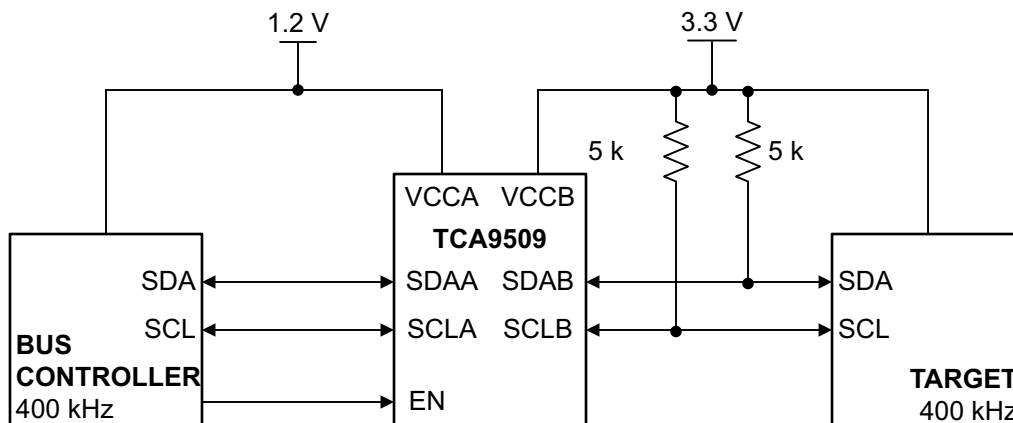 1.2 V
3.3 V
5 k
5 k
VCCA VCCB
TCA9509
SDA
SDAA SDAB
SDA
SCL
SCLA SCLB
SCL
BUS
CONTROLLER
400 kHz
EN
TARGET
400 kHz